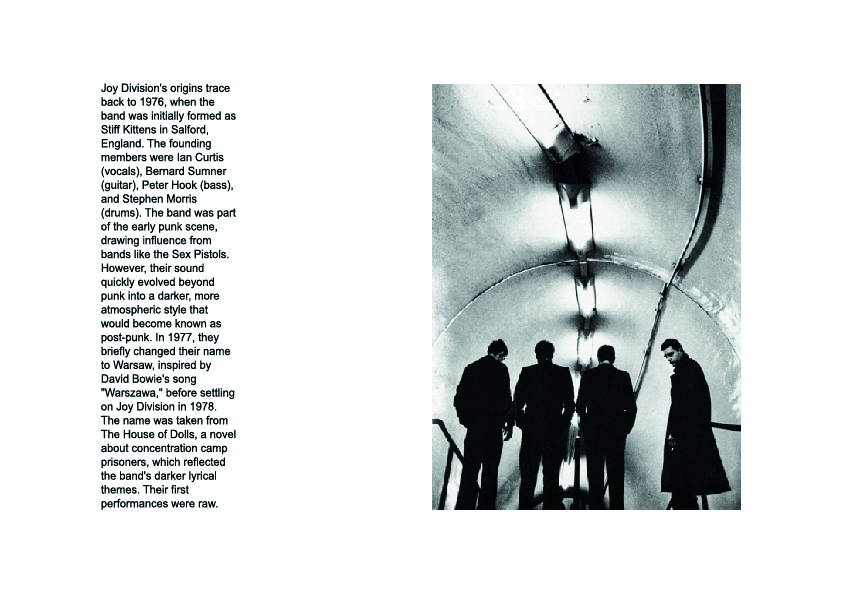 Joy Division's origins trace
back to 1976, when the
band was initially formed as
Stiff Kittens in Salford,
England. The founding
members were Ian Curtis
(vocals), Bernard Sumner
(guitar), Peter Hook (bass),
and Stephen Morris
(drums). The band was part
of the early punk scene,
drawing influence from
bands like the Sex Pistols.
However, their sound
quickly evolved beyond
punk into a darker, more
atmospheric style that
would become known as
post-punk. In 1977, they
briefly changed their name
to Warsaw, inspired by
David Bowie's song
"Warszawa," before settling
on Joy Division in 1978.
The name was taken from
The House of Dolls, a novel
about concentration camp
prisoners, which reflected
the band's darker lyrical
themes. Their first
performances were raw.